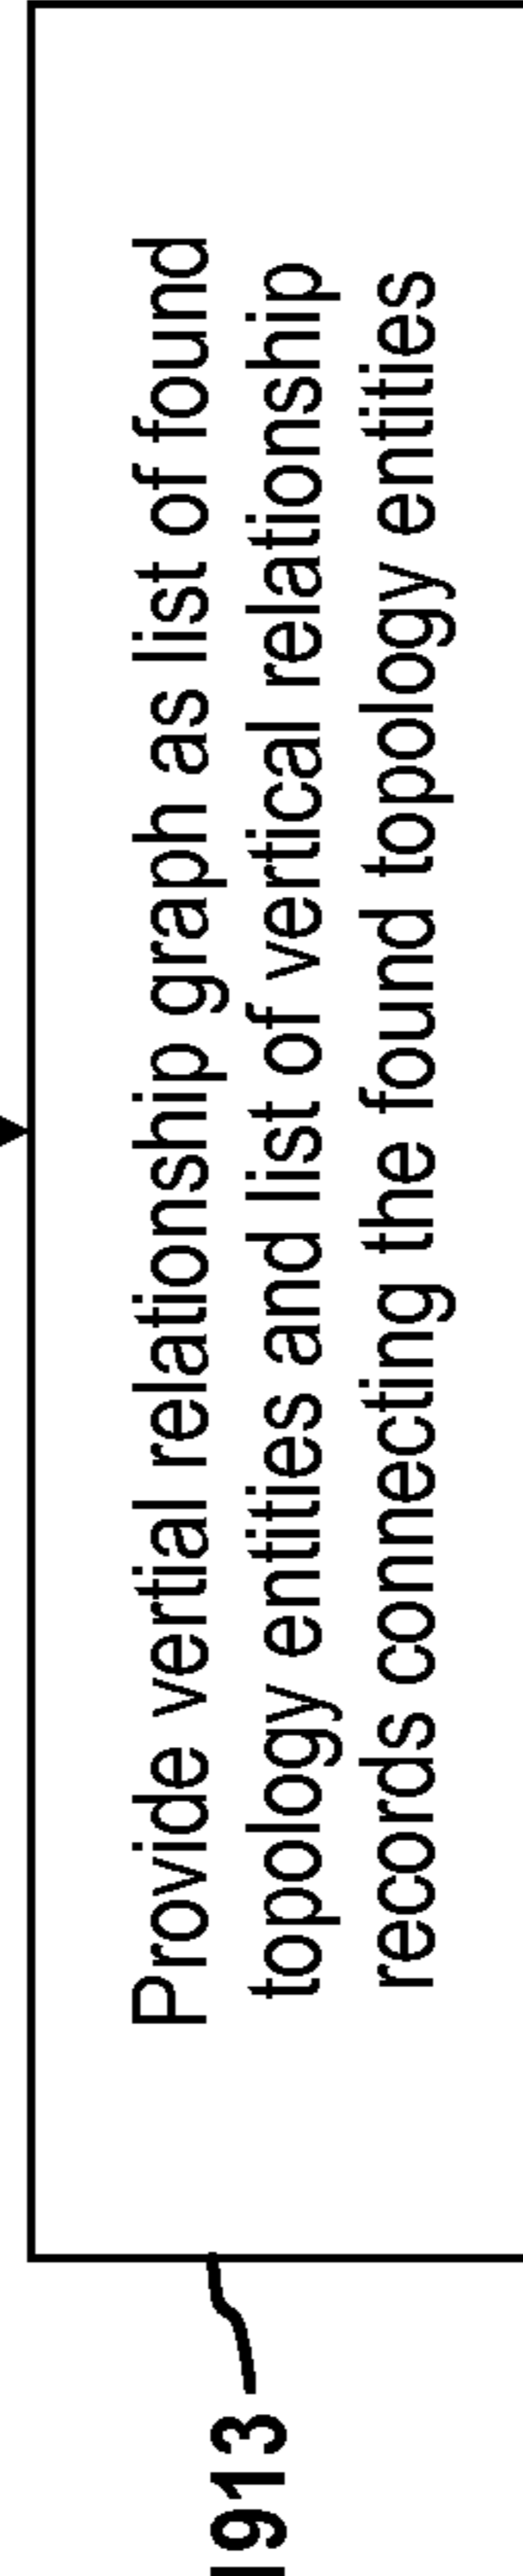 Provide vertial relationship graph as list of found
topology entities and list of vertical relationship
records connecting the found topology entities
1913